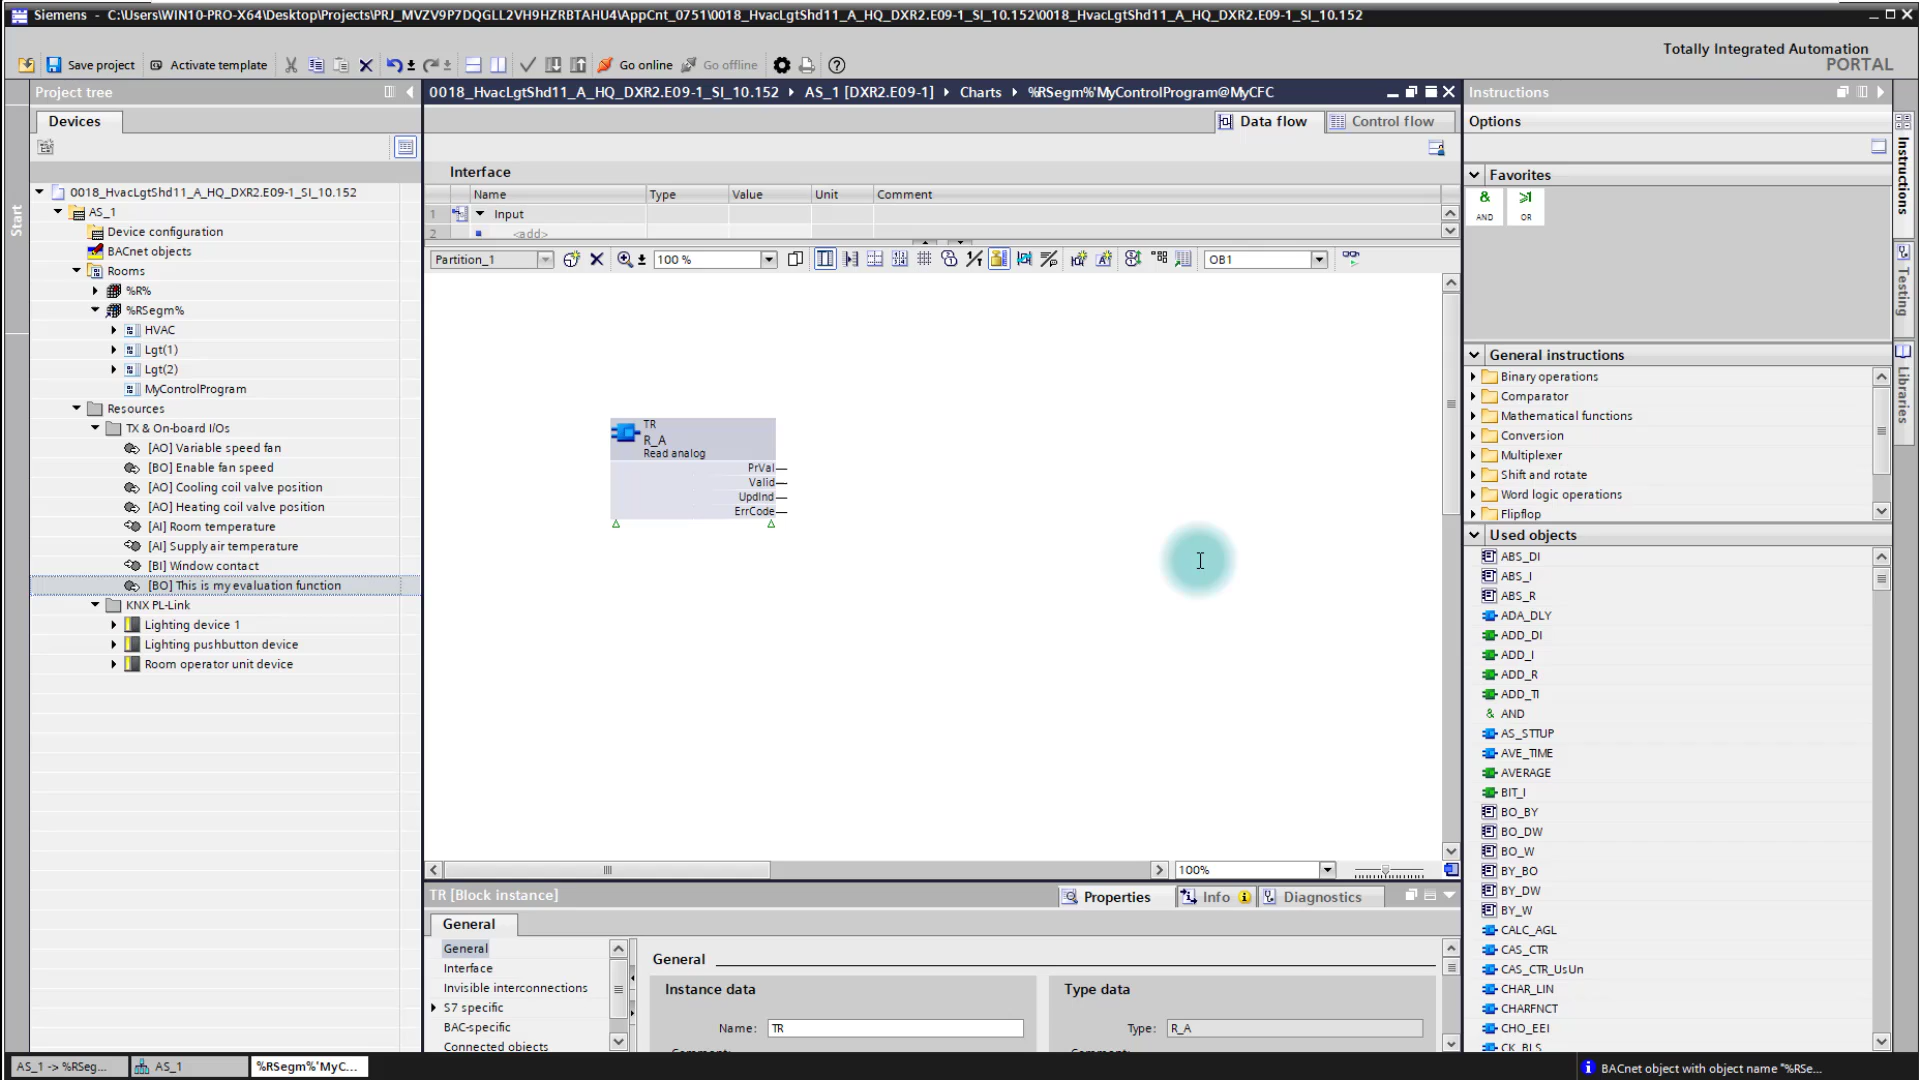 Siemens - C:\Users\WIN10-PRO-X64\Desktop\Projects\PRJ_MVZV9P7DQGLL2VH9HZRBTAHU4\AppCnt_0751\0018_HvacLgtShd11_A_HQ_DXR2.E09-1_SI_10.152\0018_HvacLgtShd11_A_HQ_DXR2.E09-1_SI_10.152
Totally Integrated Automation
PORTAL
Save project
Activate template
Go online
Go offline
Project tree
Devices
Start
0018_HvacLgtShd11_A_HQ_DXR2.E09-1_SI_10.152
AS_1
Device configuration
BACnet objects
Rooms
%R%
%RSegm%
HVAC
Lgt(1)
Lgt(2)
MyControlProgram
Resources
TX & On-board I/Os
[AO] Variable speed fan
[BO] Enable fan speed
[AO] Cooling coil valve position
[AO] Heating coil valve position
[AI] Room temperature
[AI] Supply air temperature
[BI] Window contact
[BO] This is my evaluation function
KNX PL-Link
Lighting device 1
Lighting pushbutton device
Room operator unit device
0018_HvacLgtShd11_A_HQ_DXR2.E09-1_SI_10.152 AS_1 [DXR2.E09-1] Charts %RSegm%'MyControlProgram@MyCFC
Data flow
Control flow
Interface
Name Type Value Unit Comment
1 Input
2 <add>
Partition_1
100 %
OB1
TR
R_A
Read analog
PrVal
Valid
UpdInd
ErrCode
100%
TR [Block instance]
Properties
Info
Diagnostics
General
General
Interface
Invisible interconnections
S7 specific
BAC-specific
Connected objects
General
Instance data
Name: TR
Type data
Type: R_A
Instructions
Options
Favorites
&
AND
>1
OR
General instructions
Binary operations
Comparator
Mathematical functions
Conversion
Multiplexer
Shift and rotate
Word logic operations
Flipflop
Used objects
ABS_DI
ABS_I
ABS_R
ADA_DLY
ADD_DI
ADD_I
ADD_R
ADD_TI
& AND
AS_STTUP
AVE_TIME
AVERAGE
BIT_I
BO_BY
BO_DW
BO_W
BY_BO
BY_DW
BY_W
CALC_AGL
CAS_CTR
CAS_CTR_UsUn
CHAR_LIN
CHARFNCT
CHO_EEI
CK_BLS
Instructions
Testing
Libraries
AS_1 -> %RSeg...
AS_1
%RSegm%'MyC...
BACnet object with object name "%RSe...